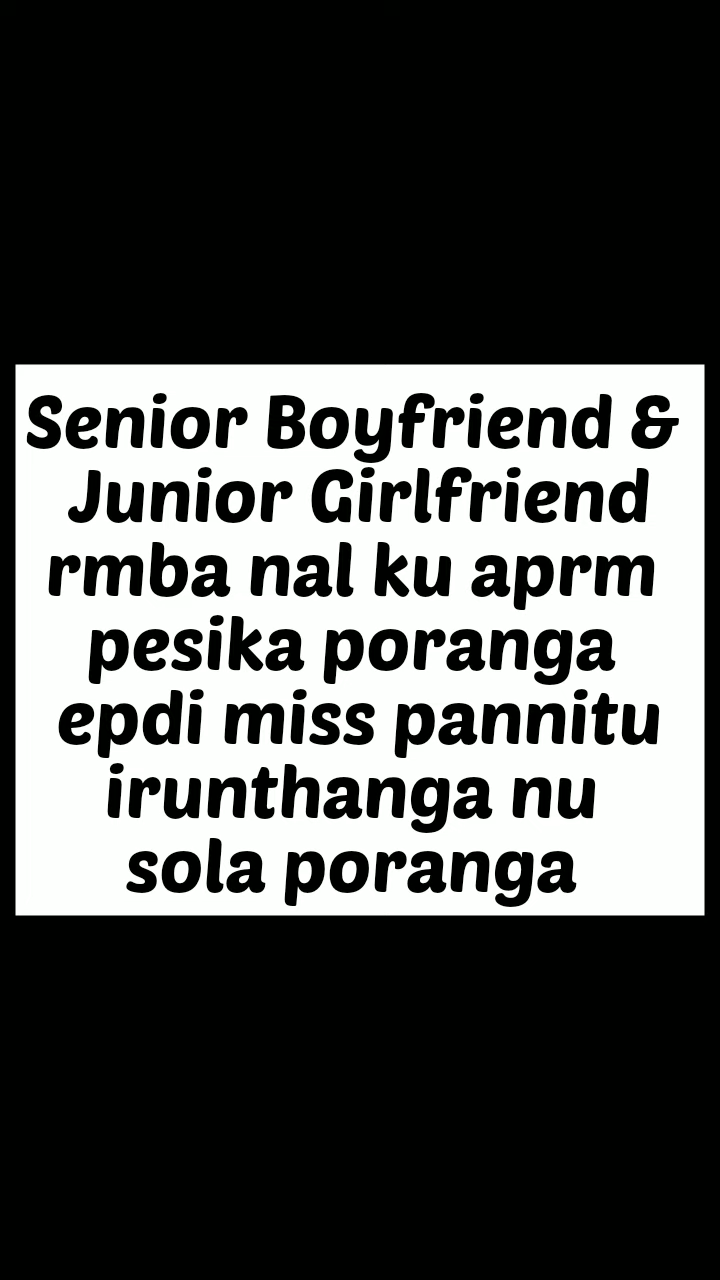 Senior Boyfriend &
Junior Girlfriend
rmba nal ku aprm
pesika poranga
epdi miss pannitu
irunthanga nu
sola poranga